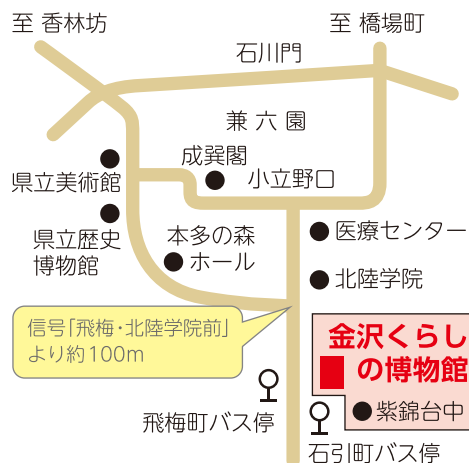 至 香林坊
至 橋場町
石川門
兼六園
成巽閣
小立野口
県立美術館
県立歴史
博物館
本多の森
ホール
医療センター
北陸学院
信号「飛梅・北陸学院前」
より約100m
金沢くらし
の博物館
紫錦台中
飛梅町バス停
石引町バス停